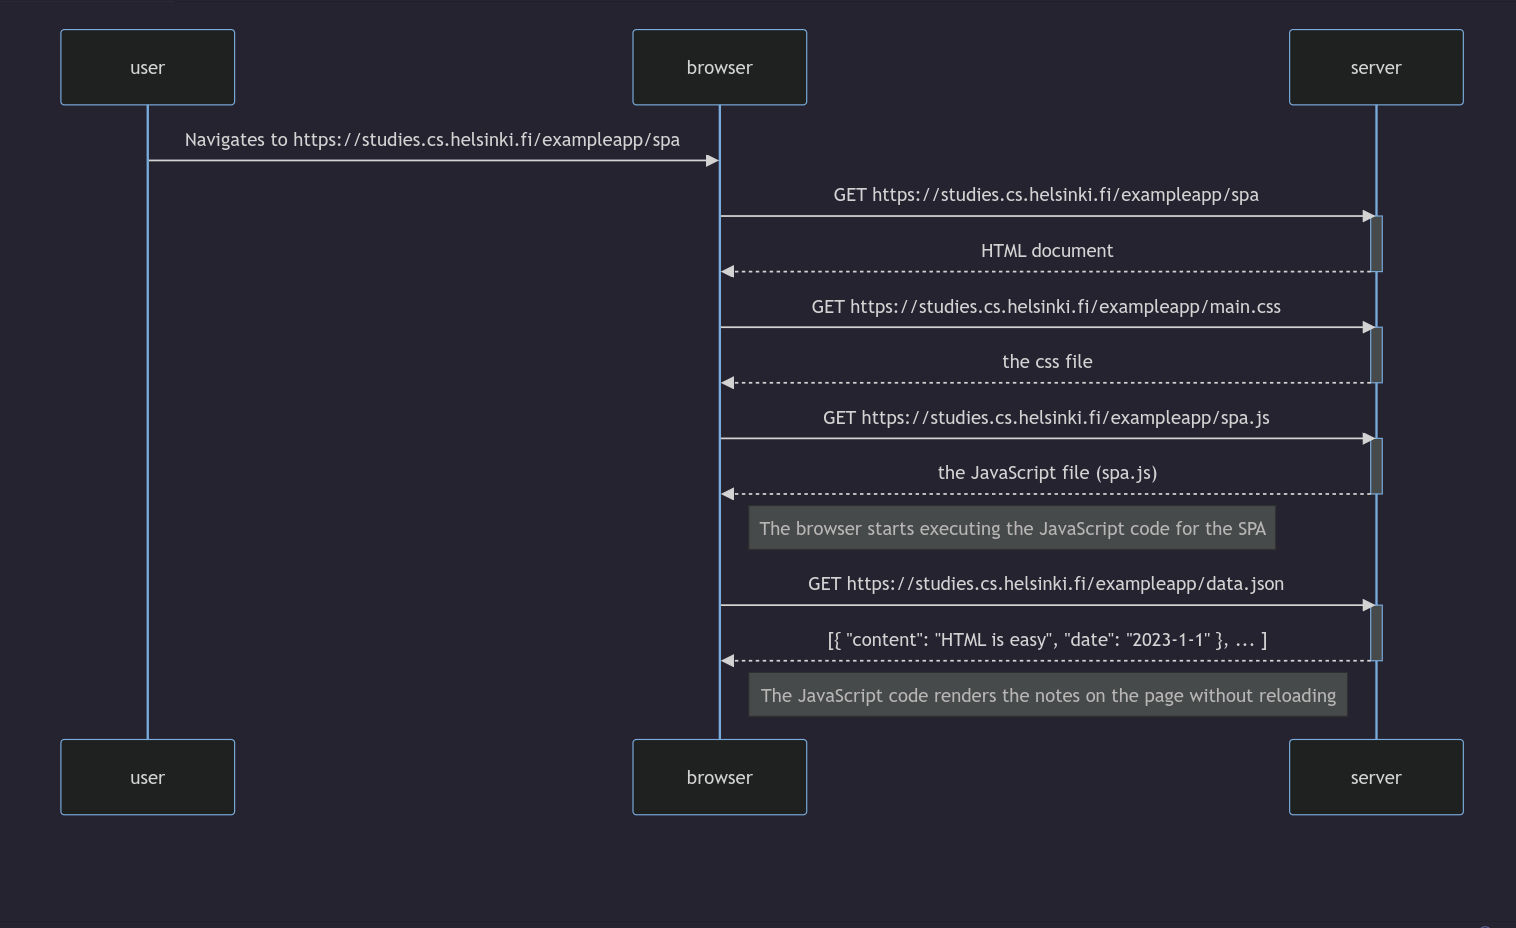 user
browser
server
Navigates to https://studies.cs.helsinki.fi/exampleapp/spa
GET https://studies.cs.helsinki.fi/exampleapp/spa
HTML document
GET https://studies.cs.helsinki.fi/exampleapp/main.css
the css file
GET https://studies.cs.helsinki.fi/exampleapp/spa.js
the JavaScript file (spa.js)
The browser starts executing the JavaScript code for the SPA
GET https://studies.cs.helsinki.fi/exampleapp/data.json
[{ "content": "HTML is easy", "date": "2023-1-1" }, ... ]
The JavaScript code renders the notes on the page without reloading
user
browser
server